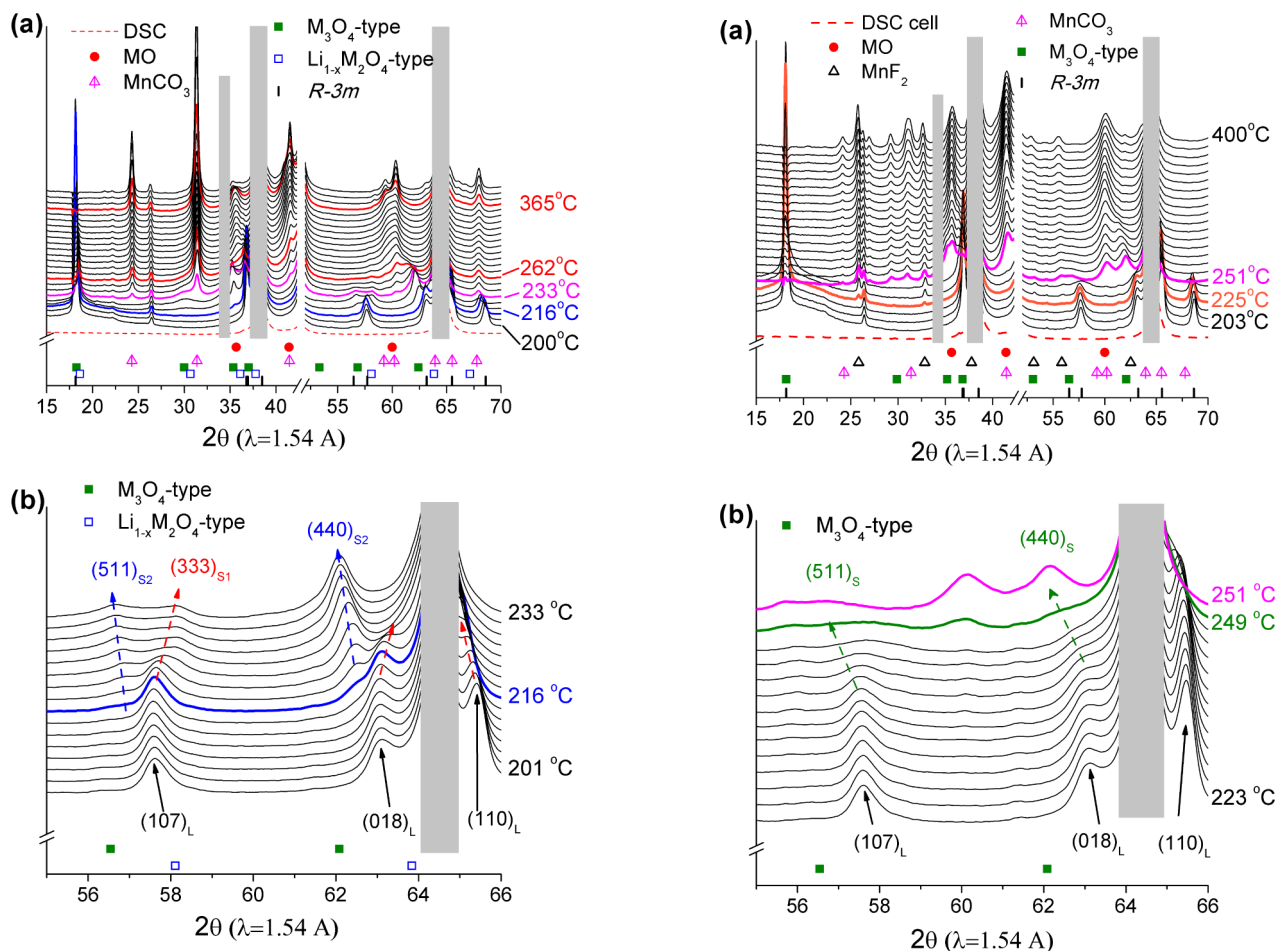 (a)
DSC
MO
MnCO3
M3O4-type
Li1-xM2O4-type
R-3m
365°C
262°C
233°C
216°C
200°C
15 20 25 30 35 40 55 60 65 70
2θ (λ=1.54 A)
(a)
DSC cell
MO
MnF2
MnCO3
M3O4-type
R-3m
400°C
251°C
225°C
203°C
15 20 25 30 35 40 55 60 65 70
2θ (λ=1.54 A)
(b)
M3O4-type
Li1-xM2O4-type
(511)S2
(333)S1
(440)S2
233 °C
216 °C
201 °C
(107)L
(018)L
(110)L
56 58 60 62 64 66
2θ (λ=1.54 A)
(b)
M3O4-type
(511)S
(440)S
251 °C
249 °C
223 °C
(107)L
(018)L
(110)L
56 58 60 62 64 66
2θ (λ=1.54 A)